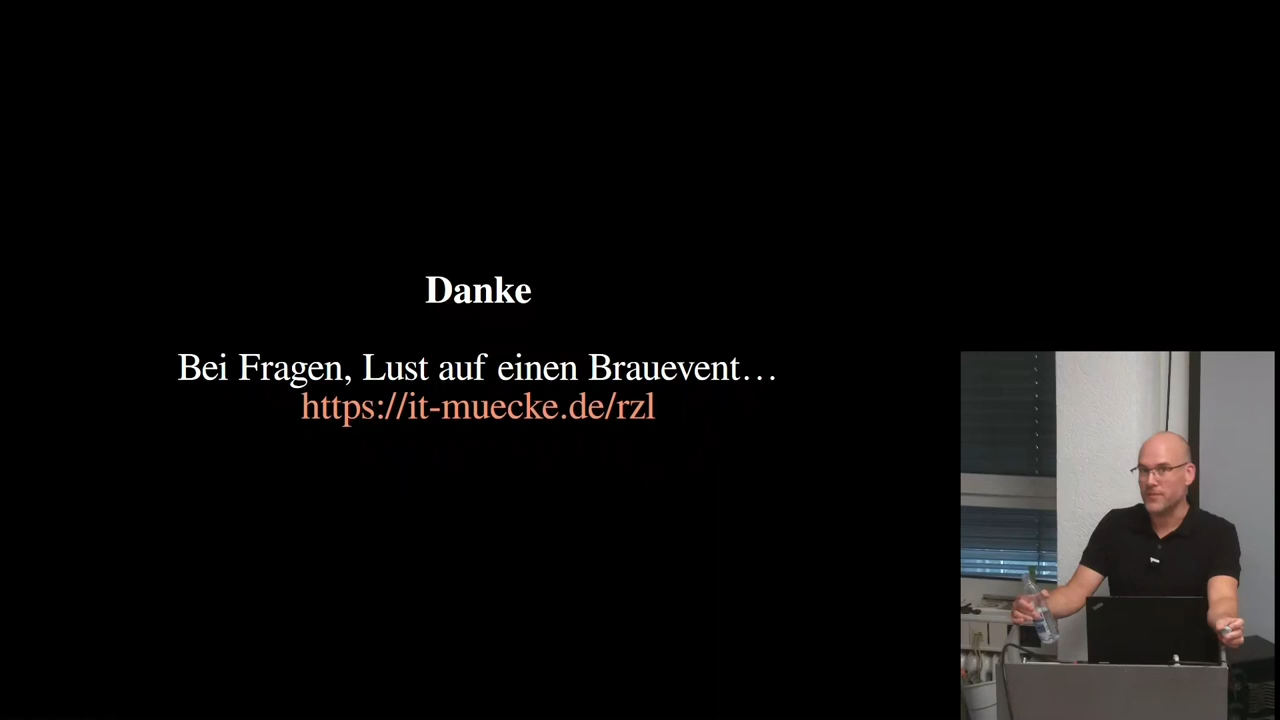 Danke
Bei Fragen, Lust auf einen Brauevent…
https://it-muecke.de/rzl